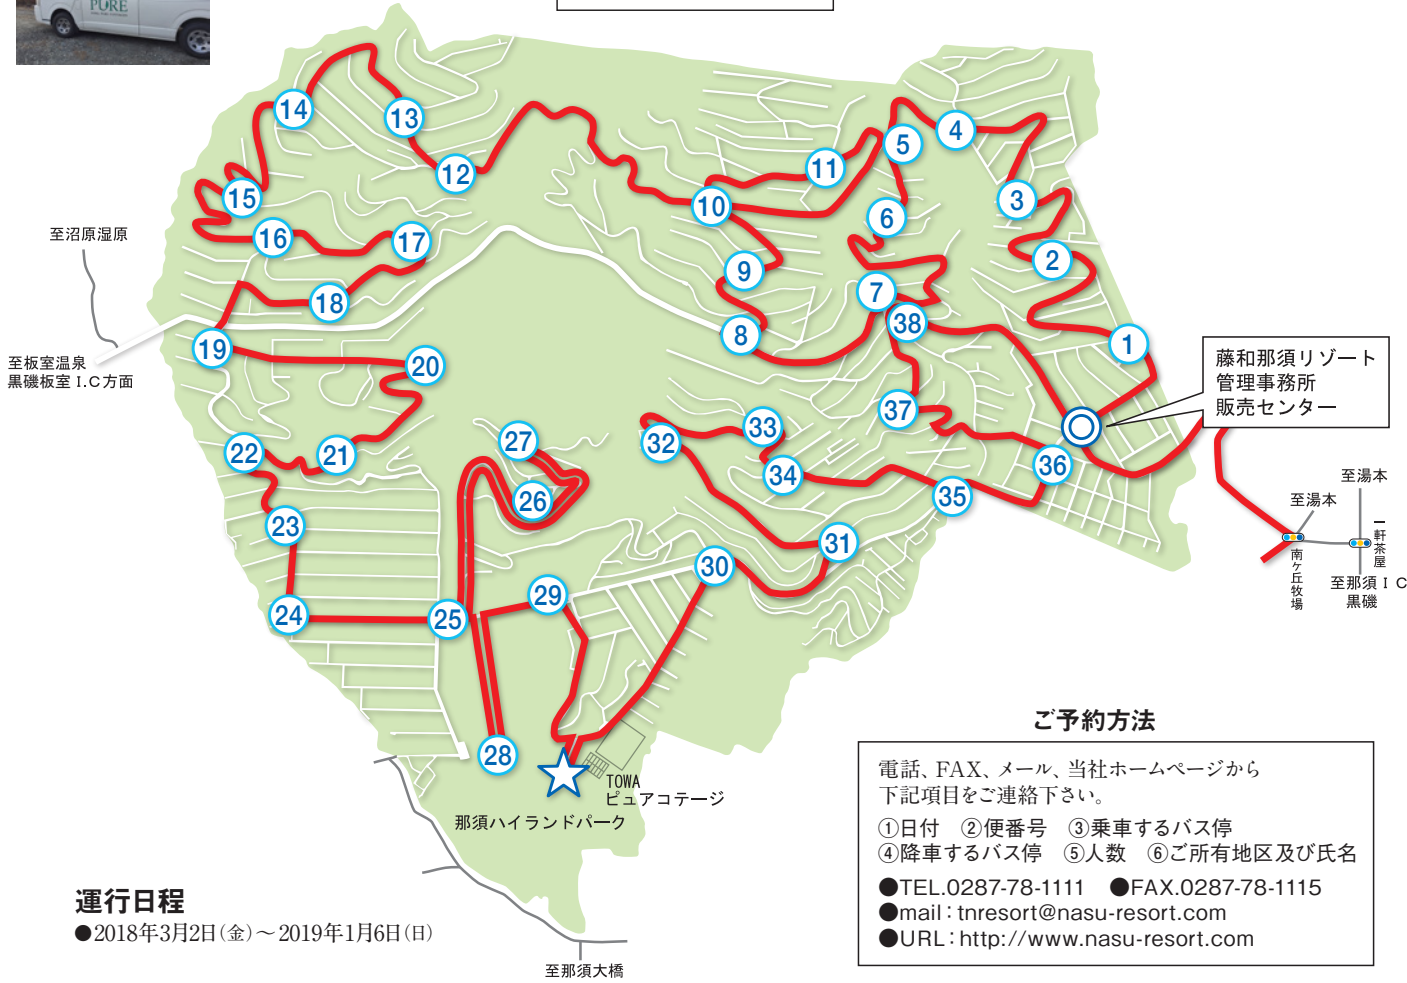 PURE
14
13
12
15
16
17
18
19
20
21
22
23
24
25
26
27
28
29
30
31
32
33
34
35
36
37
38
11
10
9
8
7
6
5
4
3
2
1
至沼原湿原
至板室温泉
黒磯板室 I.C方面
藤和那須リゾート
管理事務所
販売センター
至湯本
至湯本
一軒茶屋
南ヶ丘牧場
至那須 I C
黒磯
TOWA
ピュアコテージ
那須ハイランドパーク
至那須大橋
運行日程
●2018年3月2日(金)〜2019年1月6日(日)
ご予約方法
電話、FAX、メール、当社ホームページから
下記項目をご連絡下さい。
①日付 ②便番号 ③乗車するバス停
④降車するバス停 ⑤人数 ⑥ご所有地区及び氏名
●TEL.0287-78-1111 ●FAX.0287-78-1115
●mail:tnresort@nasu-resort.com
●URL:http://www.nasu-resort.com